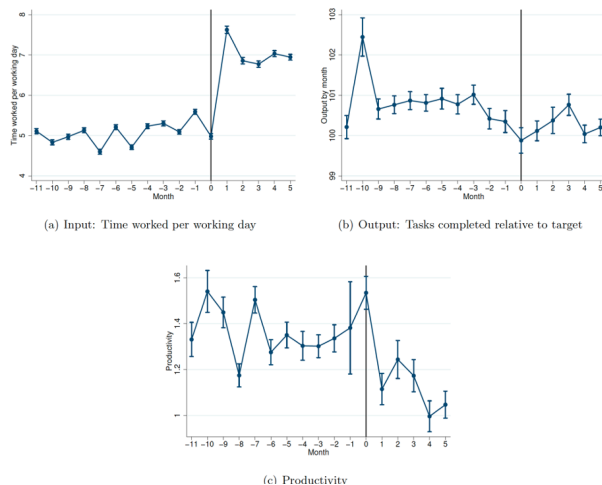 8
7
6
5
4
Time worked per working day
−11 −10 −9 −8 −7 −6 −5 −4 −3 −2 −1 0 1 2 3 4 5
Month
(a) Input: Time worked per working day
103
102
101
100
99
Output by month
−11 −10 −9 −8 −7 −6 −5 −4 −3 −2 −1 0 1 2 3 4 5
Month
(b) Output: Tasks completed relative to target
1.6
1.4
1.2
1
Productivity
−11 −10 −9 −8 −7 −6 −5 −4 −3 −2 −1 0 1 2 3 4 5
Month
(c) Productivity